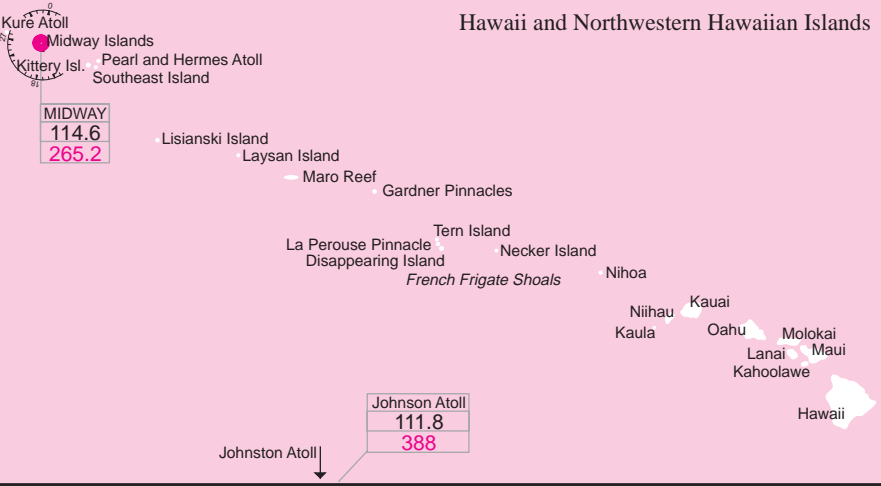 Hawaii and Northwestern Hawaiian Islands
0
Kure Atoll
27
Midway Islands
Kittery Isl.
Pearl and Hermes Atoll
18
Southeast Island
MIDWAY
114.6
265.2
Lisianski Island
Laysan Island
Maro Reef
Gardner Pinnacles
Tern Island
La Perouse Pinnacle
Necker Island
Disappearing Island
French Frigate Shoals
Nihoa
Kauai
Niihau
Kaula
Oahu
Molokai
Lanai
Maui
Kahoolawe
Hawaii
Johnson Atoll
111.8
388
Johnston Atoll